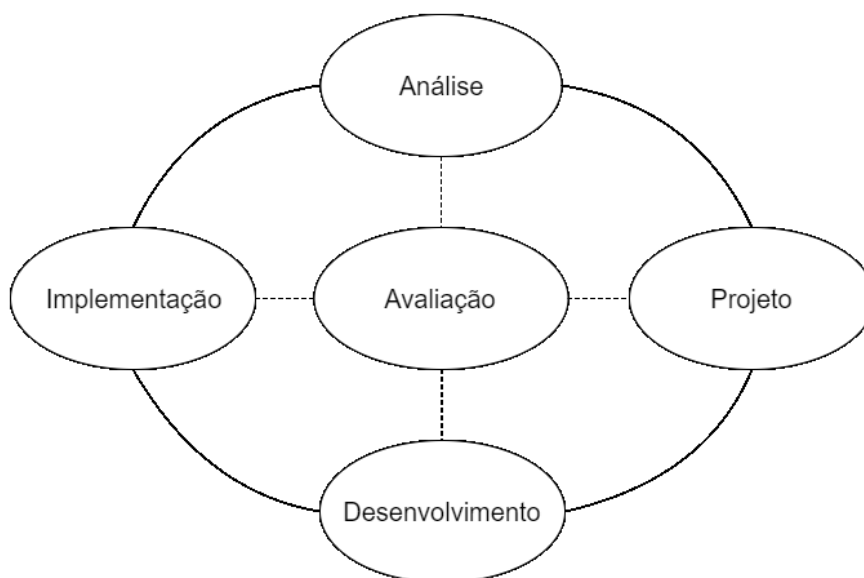 Análise
Implementação
Avaliação
Projeto
Desenvolvimento